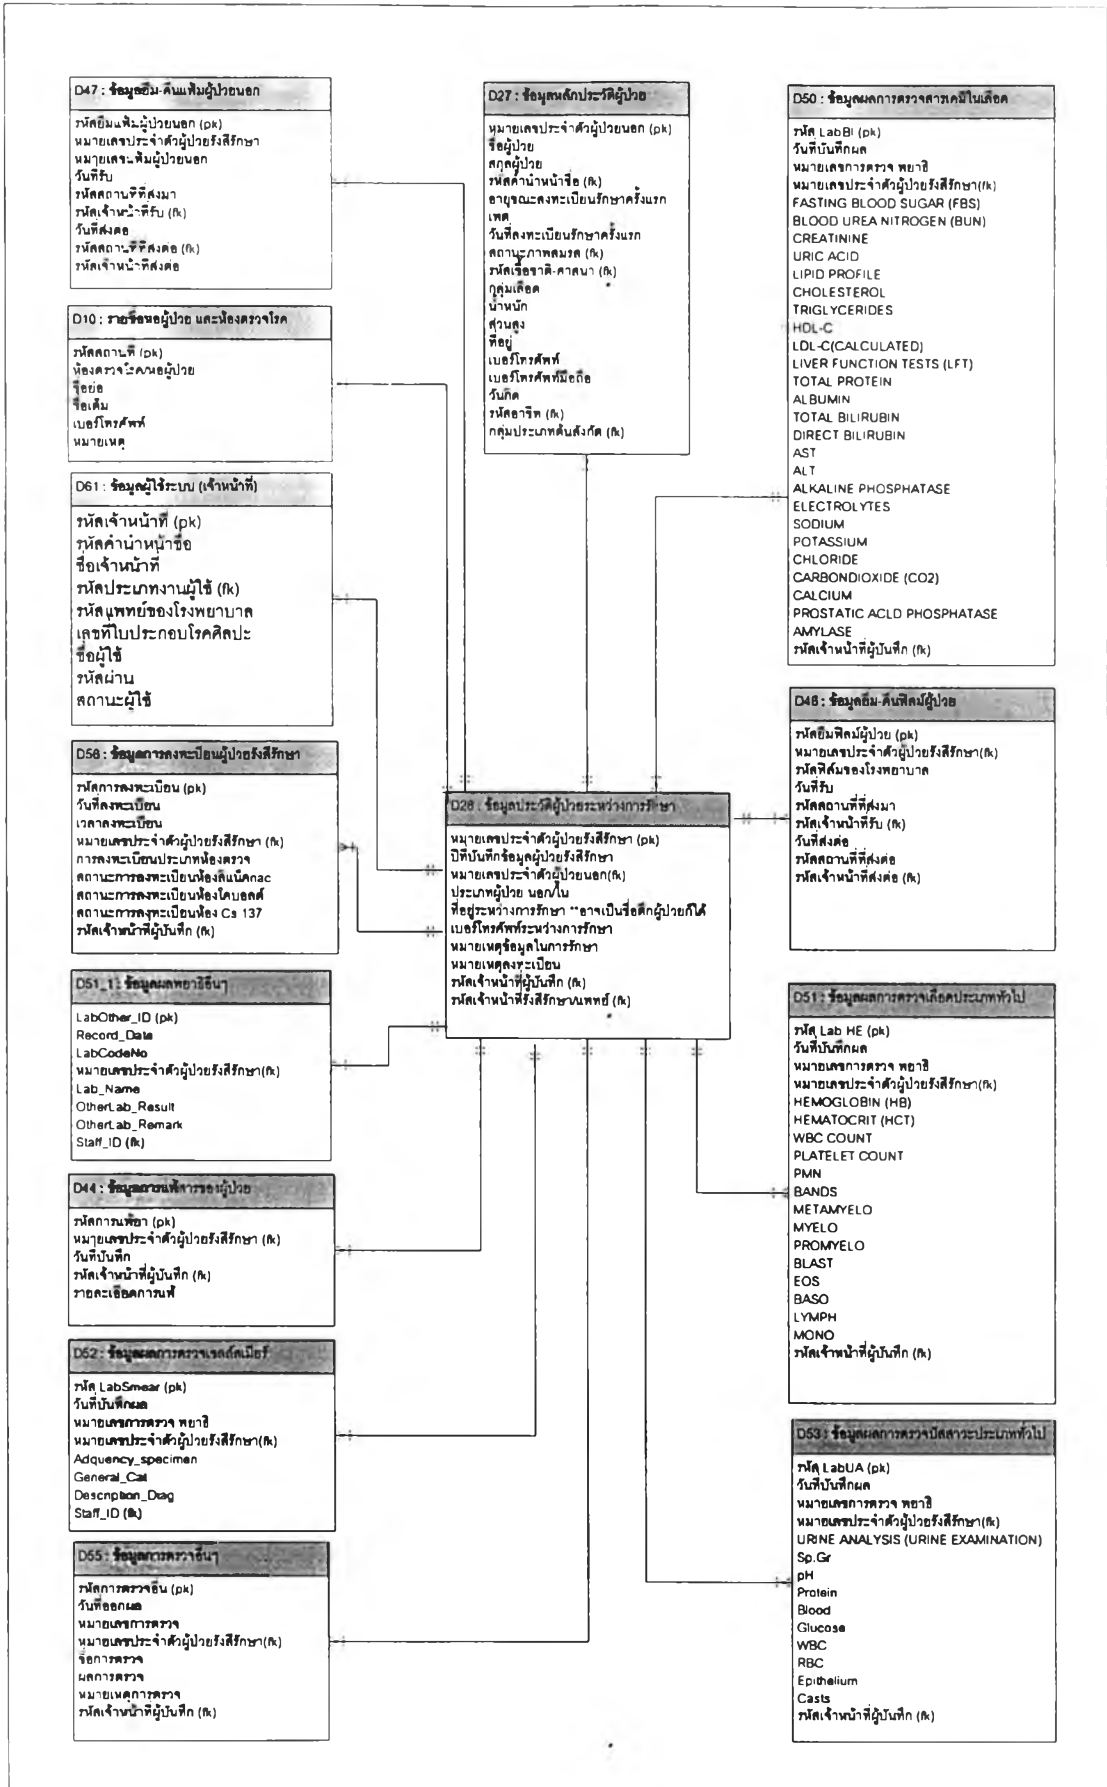 D47 : ข้อมูลยืม-คืนแฟ้มผู้ป่วยนอก
รหัสยืมแฟ้มผู้ป่วยนอก (pk)
หมายเลขประจำตัวผู้ป่วยรังสีรักษา
หมายเลขแฟ้มผู้ป่วยนอก
วันที่รับ
รหัสสถานที่ที่ส่งมา
รหัสเจ้าหน้าที่รับ (fk)
วันที่ส่งต่อ
รหัสสถานที่ที่ส่งต่อ (fk)
รหัสเจ้าหน้าที่ส่งต่อ
D10 : รายชื่อหอผู้ป่วย และห้องตรวจโรค
รหัสสถานที่ (pk)
ห้องตรวจโรค/หอผู้ป่วย
ชื่อย่อ
ชื่อเต็ม
เบอร์โทรศัพท์
หมายเหตุ
D61 : ข้อมูลผู้ใช้ระบบ (เจ้าหน้าที่)
รหัสเจ้าหน้าที่ (pk)
รหัสคำนำหน้าชื่อ
ชื่อเจ้าหน้าที่
รหัสประเภทงานผู้ใช้ (fk)
รหัสแพทย์ของโรงพยาบาล
เลขที่ใบประกอบโรคศิลปะ
ชื่อผู้ใช้
รหัสผ่าน
สถานะผู้ใช้
D56 : ข้อมูลการลงทะเบียนผู้ป่วยรังสีรักษา
รหัสการลงทะเบียน (pk)
วันที่ลงทะเบียน
เวลาลงทะเบียน
หมายเลขประจำตัวผู้ป่วยรังสีรักษา (fk)
การลงทะเบียนประเภทห้องตรวจ
สถานะการลงทะเบียนห้องลิแน็คnac
สถานะการลงทะเบียนห้องโคบอลต์
สถานะการลงทะเบียนห้อง Cs 137
รหัสเจ้าหน้าที่ผู้บันทึก (fk)
D51_1 : ข้อมูลผลพยาธิอื่นๆ
LabOther_ID (pk)
Record_Date
LabCodeNo
หมายเลขประจำตัวผู้ป่วยรังสีรักษา(fk)
Lab_Name
OtherLab_Result
OtherLab_Remark
Staff_ID (fk)
D44 : ข้อมูลการแพ้สารของผู้ป่วย
รหัสการแพ้ยา (pk)
หมายเลขประจำตัวผู้ป่วยรังสีรักษา (fk)
วันที่บันทึก
รหัสเจ้าหน้าที่ผู้บันทึก (fk)
รายละเอียดการแพ้
D52 : ข้อมูลผลการตรวจเซลล์สเมียร์
รหัส LabSmear (pk)
วันที่บันทึกผล
หมายเลขการตรวจ พยาธิ
หมายเลขประจำตัวผู้ป่วยรังสีรักษา(fk)
Adquency_specimen
General_Cat
Description_Diag
Staff_ID (fk)
D55 : ข้อมูลการตรวจอื่นๆ
รหัสการตรวจอื่น (pk)
วันที่ออกผล
หมายเลขการตรวจ
หมายเลขประจำตัวผู้ป่วยรังสีรักษา(fk)
ชื่อการตรวจ
ผลการตรวจ
หมายเหตุการตรวจ
รหัสเจ้าหน้าที่ผู้บันทึก (fk)
D27 : ข้อมูลหลักประวัติผู้ป่วย
หมายเลขประจำตัวผู้ป่วยนอก (pk)
ชื่อผู้ป่วย
สกุลผู้ป่วย
รหัสคำนำหน้าชื่อ (fk)
อายุขณะลงทะเบียนรักษาครั้งแรก
เพศ
วันที่ลงทะเบียนรักษาครั้งแรก
สถานะภาพสมรส (fk)
รหัสเชื้อชาติ-ศาสนา (fk)
กลุ่มเลือด
น้ำหนัก
ส่วนสูง
ที่อยู่
เบอร์โทรศัพท์
เบอร์โทรศัพท์มือถือ
วันเกิด
รหัสอาชีพ (fk)
กลุ่มประเภทต้นสังกัด (fk)
D28 : ข้อมูลประวัติผู้ป่วยระหว่างการรักษา
หมายเลขประจำตัวผู้ป่วยรังสีรักษา (pk)
ปีที่บันทึกข้อมูลผู้ป่วยรังสีรักษา
หมายเลขประจำตัวผู้ป่วยนอก(fk)
ประเภทผู้ป่วย นอก/ใน
ที่อยู่ระหว่างการรักษา **อาจเป็นชื่อตึกผู้ป่วยก็ได้
เบอร์โทรศัพท์ระหว่างการรักษา
หมายเหตุข้อมูลในการรักษา
หมายเหตุลงทะเบียน
รหัสเจ้าหน้าที่ผู้บันทึก (fk)
รหัสเจ้าหน้าที่รังสีรักษา/แพทย์ (fk)
D50 : ข้อมูลผลการตรวจสารเคมีในเลือด
รหัส LabBI (pk)
วันที่บันทึกผล
หมายเลขการตรวจ พยาธิ
หมายเลขประจำตัวผู้ป่วยรังสีรักษา(fk)
FASTING BLOOD SUGAR (FBS)
BLOOD UREA NITROGEN (BUN)
CREATININE
URIC ACID
LIPID PROFILE
CHOLESTEROL
TRIGLYCERIDES
HDL-C
LDL-C(CALCULATED)
LIVER FUNCTION TESTS (LFT)
TOTAL PROTEIN
ALBUMIN
TOTAL BILIRUBIN
DIRECT BILIRUBIN
AST
ALT
ALKALINE PHOSPHATASE
ELECTROLYTES
SODIUM
POTASSIUM
CHLORIDE
CARBONDIOXIDE (CO2)
CALCIUM
PROSTATIC ACLD PHOSPHATASE
AMYLASE
รหัสเจ้าหน้าที่ผู้บันทึก (fk)
D46 : ข้อมูลยืม-คืนฟิลม์ผู้ป่วย
รหัสยืมฟิลม์ผู้ป่วย (pk)
หมายเลขประจำตัวผู้ป่วยรังสีรักษา(fk)
รหัสฟิล์มของโรงพยาบาล
วันที่รับ
รหัสสถานที่ที่ส่งมา
รหัสเจ้าหน้าที่รับ (fk)
วันที่ส่งต่อ
รหัสสถานที่ที่ส่งต่อ
รหัสเจ้าหน้าที่ส่งต่อ (fk)
D51 : ข้อมูลผลการตรวจเลือดประเภททั่วไป
รหัส Lab HE (pk)
วันที่บันทึกผล
หมายเลขการตรวจ พยาธิ
หมายเลขประจำตัวผู้ป่วยรังสีรักษา(fk)
HEMOGLOBIN (HB)
HEMATOCRIT (HCT)
WBC COUNT
PLATELET COUNT
PMN
BANDS
METAMYELO
MYELO
PROMYELO
BLAST
EOS
BASO
LYMPH
MONO
รหัสเจ้าหน้าที่ผู้บันทึก (fk)
D53 : ข้อมูลผลการตรวจปัสสาวะประเภททั่วไป
รหัส LabUA (pk)
วันที่บันทึกผล
หมายเลขการตรวจ พยาธิ
หมายเลขประจำตัวผู้ป่วยรังสีรักษา(fk)
URINE ANALYSIS (URINE EXAMINATION)
Sp.Gr
pH
Protein
Blood
Glucose
WBC
RBC
Epithelium
Casts
รหัสเจ้าหน้าที่ผู้บันทึก (fk)